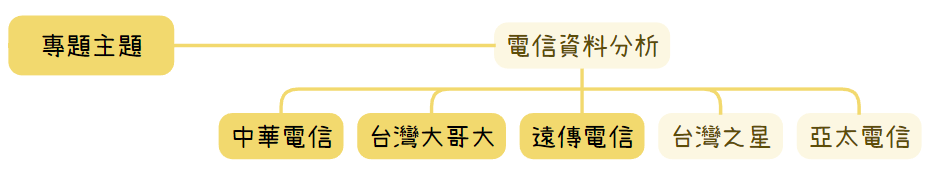 專題主題
電信資料分析
中華電信
台灣大哥大
遠傳電信
台灣之星
亞太電信